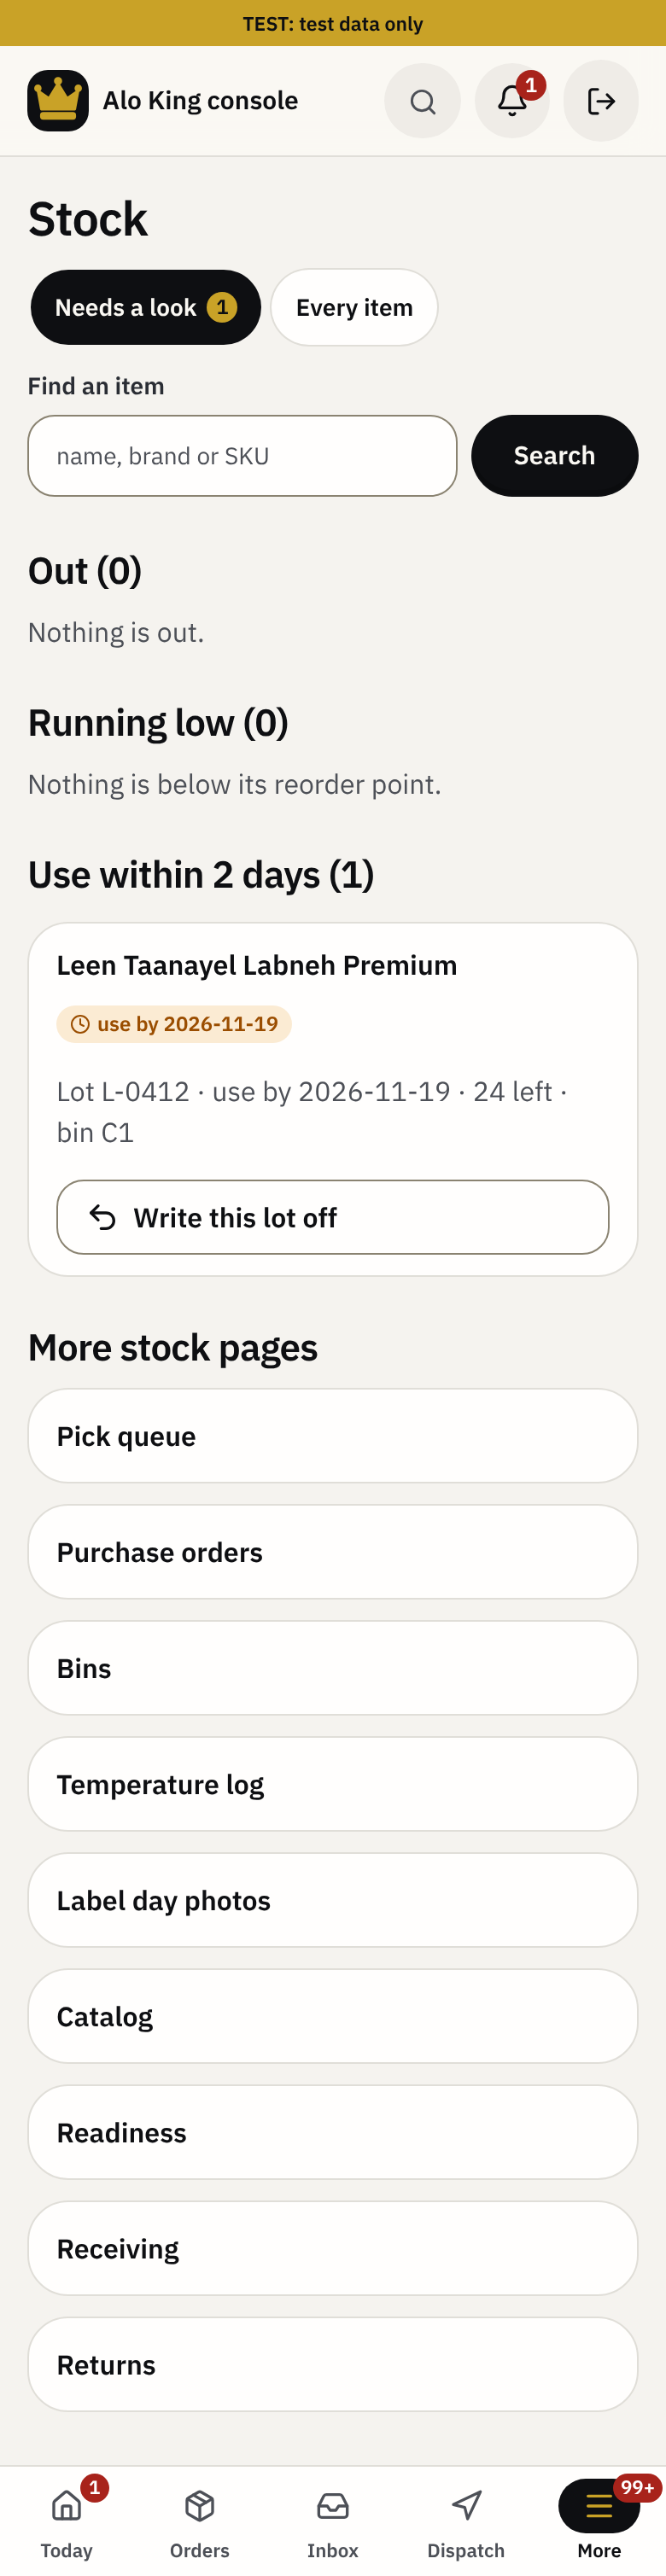 TEST: test data only
Alo King console
1
Stock
Needs a look 1
Every item
Find an item
name, brand or SKU
Search
Out (0)
Nothing is out.
Running low (0)
Nothing is below its reorder point.
Use within 2 days (1)
Leen Taanayel Labneh Premium
use by 2026-11-19
Lot L-0412 · use by 2026-11-19 · 24 left ·
bin C1
Write this lot off
More stock pages
Pick queue
Purchase orders
Bins
Temperature log
Label day photos
Catalog
Readiness
Receiving
Returns
1
99+
Today
Orders
Inbox
Dispatch
More